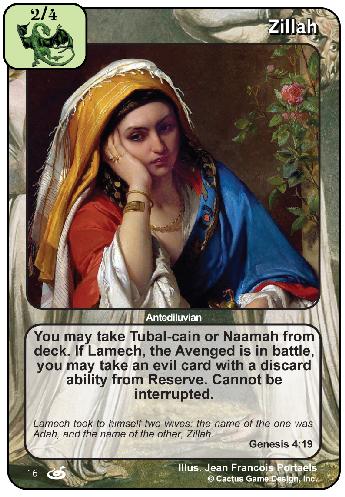 2/4
Zillah
Antediluvian
You may take Tubal-cain or Naamah from
deck. If Lamech, the Avenged is in battle,
you may take an evil card with a discard
ability from Reserve. Cannot be
interrupted.
Lamech took to himself two wives: the name of the one was
Adah, and the name of the other, Zillah.
Genesis 4:19
16
Illus. Jean Francois Portaels
© Cactus Game Design, Inc.